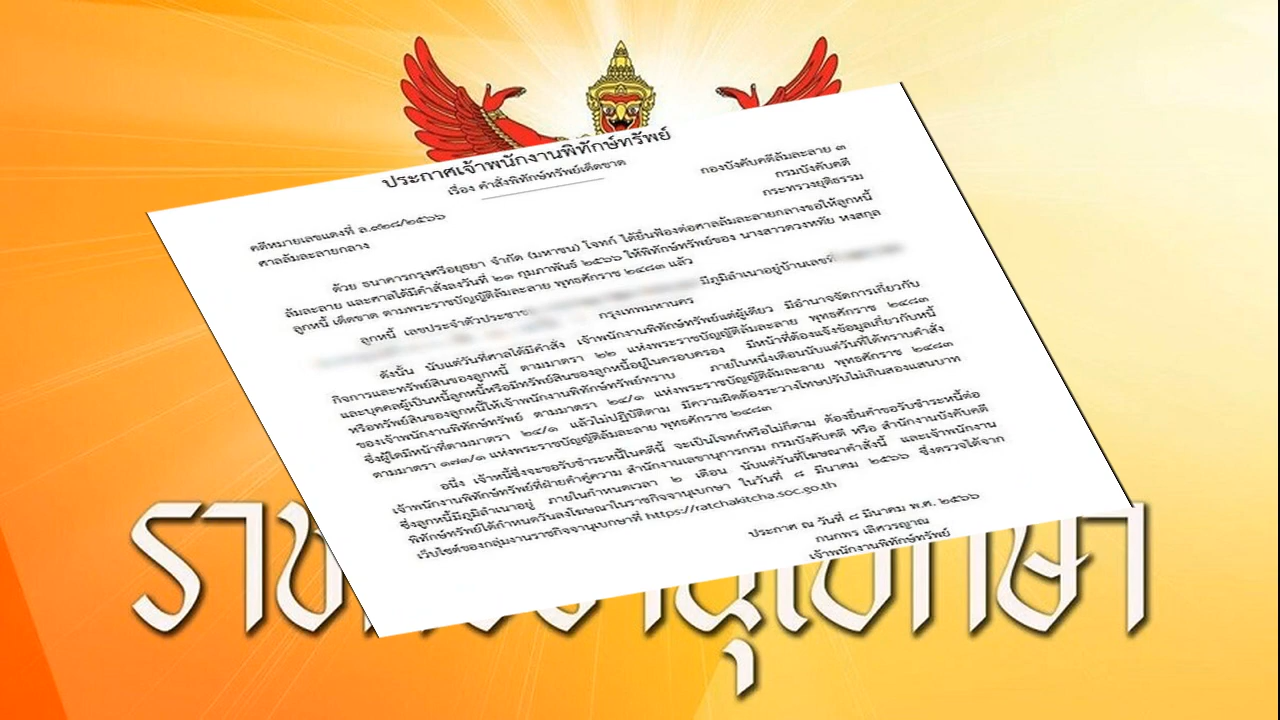 ประกาศเจ้าพนักงานพิทักษ์ทรัพย์
เรื่อง คำสั่งพิทักษ์ทรัพย์เด็ดขาด
กองบังคับคดีล้มละลาย ๓
กรมบังคับคดี
กระทรวงยุติธรรม
คดีหมายเลขแดงที่ ล.๙๒๘/๒๕๖๖
ศาลล้มละลายกลาง
ด้วย ธนาคารกรุงศรีอยุธยา จำกัด (มหาชน) โจทก์ ได้ยื่นฟ้องต่อศาลล้มละลายกลางขอให้ลูกหนี้
ล้มละลาย และศาลได้มีคำสั่งลงวันที่ ๒๑ กุมภาพันธ์ ๒๕๖๖ ให้พิทักษ์ทรัพย์ของ นางสาวดวงหทัย หงสกุล
ลูกหนี้ เด็ดขาด ตามพระราชบัญญัติล้มละลาย พุทธศักราช ๒๔๘๓ แล้ว
ลูกหนี้ เลขประจำตัวประชาช มีภูมิลำเนาอยู่บ้านเลขที่
กรุงเทพมหานคร
ดังนั้น นับแต่วันที่ศาลได้มีคำสั่ง เจ้าพนักงานพิทักษ์ทรัพย์แต่ผู้เดียว มีอำนาจจัดการเกี่ยวกับ
กิจการและทรัพย์สินของลูกหนี้ ตามมาตรา ๒๒ แห่งพระราชบัญญัติล้มละลาย พุทธศักราช ๒๔๘๓
และบุคคลผู้เป็นหนี้ลูกหนี้หรือมีทรัพย์สินของลูกหนี้อยู่ในครอบครอง มีหน้าที่ต้องแจ้งข้อมูลเกี่ยวกับหนี้
หรือทรัพย์สินของลูกหนี้ให้เจ้าพนักงานพิทักษ์ทรัพย์ทราบ ภายในหนึ่งเดือนนับแต่วันที่ได้ทราบคำสั่ง
ของเจ้าพนักงานพิทักษ์ทรัพย์ ตามมาตรา ๒๔/๑ แห่งพระราชบัญญัติล้มละลาย พุทธศักราช ๒๔๘๓
ซึ่งผู้ใดมีหน้าที่ตามมาตรา ๒๔/๑ แล้วไม่ปฏิบัติตาม มีความผิดต้องระวางโทษปรับไม่เกินสองแสนบาท
ตามมาตรา ๑๗๓/๑ แห่งพระราชบัญญัติล้มละลาย พุทธศักราช ๒๔๘๓
อนึ่ง เจ้าหนี้ซึ่งจะขอรับชำระหนี้ในคดีนี้ จะเป็นโจทก์หรือไม่ก็ตาม ต้องยื่นคำขอรับชำระหนี้ต่อ
เจ้าพนักงานพิทักษ์ทรัพย์ที่ฝ่ายคำคู่ความ สำนักงานเลขานุการกรม กรมบังคับคดี หรือ สำนักงานบังคับคดี
ซึ่งลูกหนี้มีภูมิลำเนาอยู่ ภายในกำหนดเวลา ๒ เดือน นับแต่วันที่โฆษณาคำสั่งนี้ และเจ้าพนักงาน
พิทักษ์ทรัพย์ได้กำหนดวันลงโฆษณาในราชกิจจานุเบกษา ในวันที่ ๘ มีนาคม ๒๕๖๖ ซึ่งตรวจได้จาก
เว็บไซต์ของกลุ่มงานราชกิจจานุเบกษาที่ https://ratchakitcha.soc.go.th
ประกาศ ณ วันที่ ๘ มีนาคม พ.ศ. ๒๕๖๖
กนกพร เลิศวรญาณ
เจ้าพนักงานพิทักษ์ทรัพย์